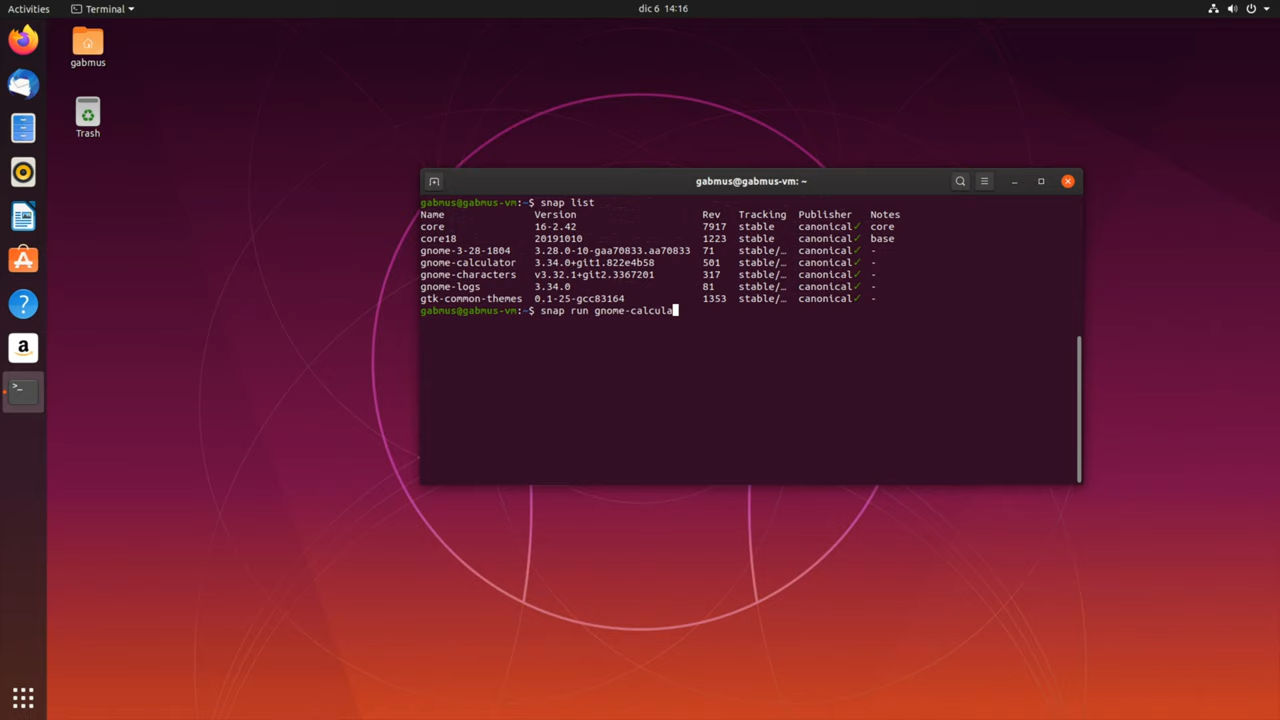 Activities
Terminal
dic 6 14:16
gabmus
Trash
gabmus@gabmus-vm: ~
gabmus@gabmus-vm:~$ snap list
Name Version Rev Tracking Publisher Notes
core 16-2.42 7917 stable canonical✓ core
core18 20191010 1223 stable canonical✓ base
gnome-3-28-1804 3.28.0-10-gaa70833.aa70833 71 stable/… canonical✓ -
gnome-calculator 3.34.0+git1.822e4b58 501 stable/… canonical✓ -
gnome-characters v3.32.1+git2.3367201 317 stable/… canonical✓ -
gnome-logs 3.34.0 81 stable/… canonical✓ -
gtk-common-themes 0.1-25-gcc83164 1353 stable/… canonical✓ -
gabmus@gabmus-vm:~$ snap run gnome-calcula